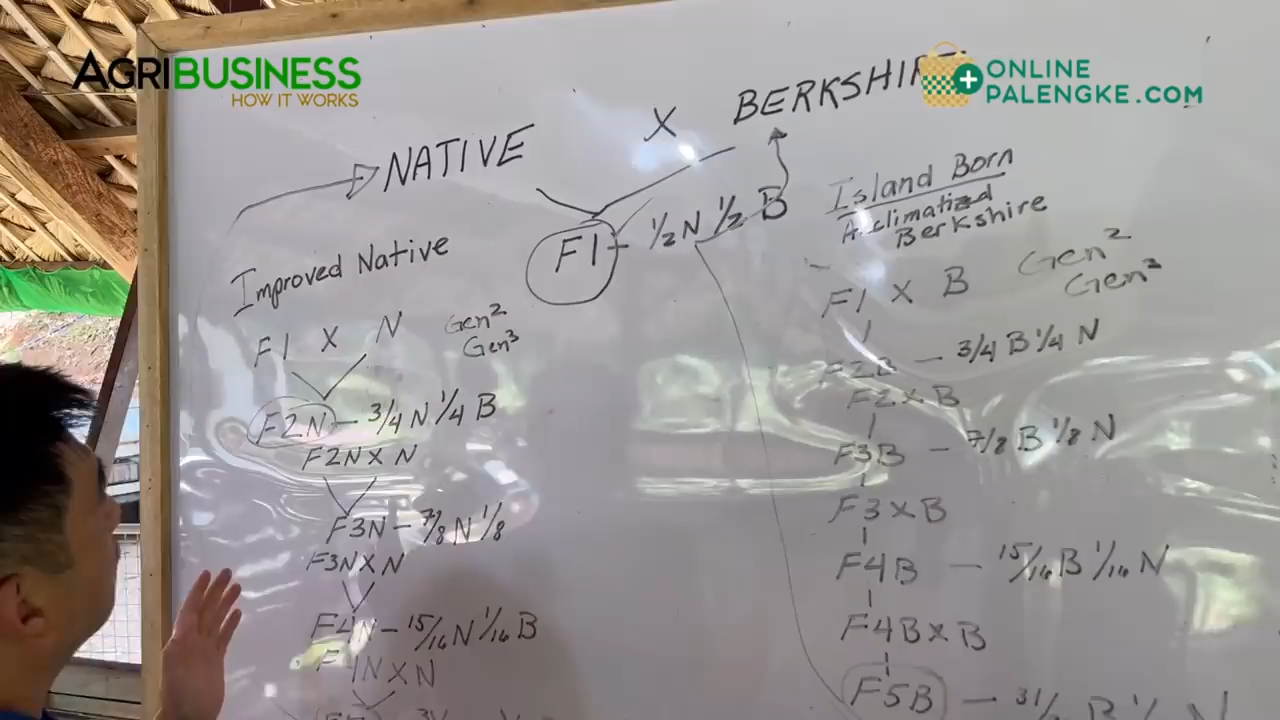 AGRIBUSINESS
HOW IT WORKS
ONLINE
PALENGKE.COM
NATIVE X BERKSHIRE
F1 - 1/2 N 1/2 B
Improved Native
F1 X N
Gen²
Gen³
F2N - 3/4 N 1/4 B
F2N X N
F3N - 7/8 N 1/8
F3N X N
F4N - 15/16 N 1/16 B
F4N X N
Island Born
Acclimatized
Berkshire
F1 X B
Gen²
Gen³
F2B - 3/4 B 1/4 N
F2 X B
F3B - 7/8 B 1/8 N
F3 X B
F4B - 15/16 B 1/16 N
F4B X B
F5B - 31/